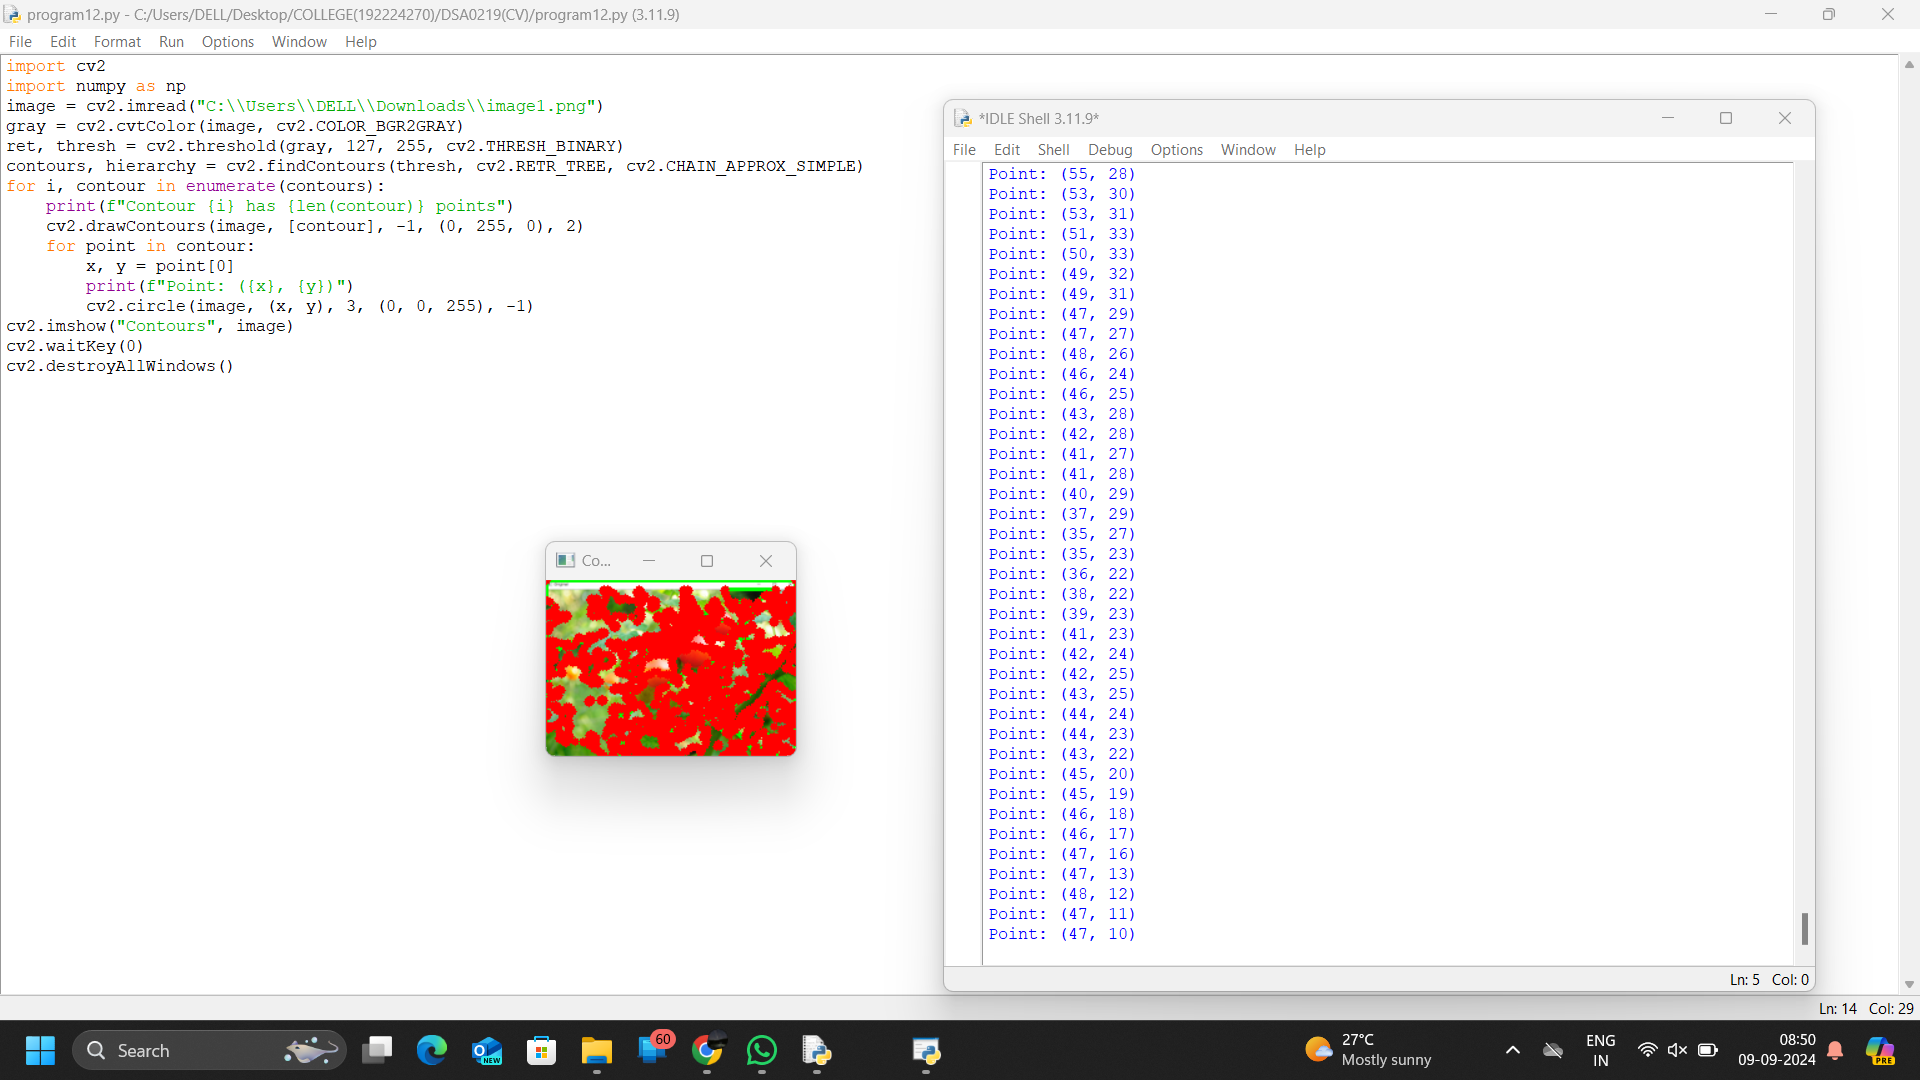 program12.py - C:/Users/DELL/Desktop/COLLEGE(192224270)/DSA0219(CV)/program12.py (3.11.9)
File Edit Format Run Options Window Help
import cv2
import numpy as np
image = cv2.imread("C:\\Users\\DELL\\Downloads\\image1.png")
gray = cv2.cvtColor(image, cv2.COLOR_BGR2GRAY)
ret, thresh = cv2.threshold(gray, 127, 255, cv2.THRESH_BINARY)
contours, hierarchy = cv2.findContours(thresh, cv2.RETR_TREE, cv2.CHAIN_APPROX_SIMPLE)
for i, contour in enumerate(contours):
    print(f"Contour {i} has {len(contour)} points")
    cv2.drawContours(image, [contour], -1, (0, 255, 0), 2)
    for point in contour:
        x, y = point[0]
        print(f"Point: ({x}, {y})")
        cv2.circle(image, (x, y), 3, (0, 0, 255), -1)
cv2.imshow("Contours", image)
cv2.waitKey(0)
cv2.destroyAllWindows()
Co...
*IDLE Shell 3.11.9*
File Edit Shell Debug Options Window Help
Point: (55, 28)
Point: (53, 30)
Point: (53, 31)
Point: (51, 33)
Point: (50, 33)
Point: (49, 32)
Point: (49, 31)
Point: (47, 29)
Point: (47, 27)
Point: (48, 26)
Point: (46, 24)
Point: (46, 25)
Point: (43, 28)
Point: (42, 28)
Point: (41, 27)
Point: (41, 28)
Point: (40, 29)
Point: (37, 29)
Point: (35, 27)
Point: (35, 23)
Point: (36, 22)
Point: (38, 22)
Point: (39, 23)
Point: (41, 23)
Point: (42, 24)
Point: (42, 25)
Point: (43, 25)
Point: (44, 24)
Point: (44, 23)
Point: (43, 22)
Point: (45, 20)
Point: (45, 19)
Point: (46, 18)
Point: (46, 17)
Point: (47, 16)
Point: (47, 13)
Point: (48, 12)
Point: (47, 11)
Point: (47, 10)
Ln: 5 Col: 0
Ln: 14 Col: 29
Search
NEW
60
27°C
Mostly sunny
ENG
IN
08:50
09-09-2024
PRE